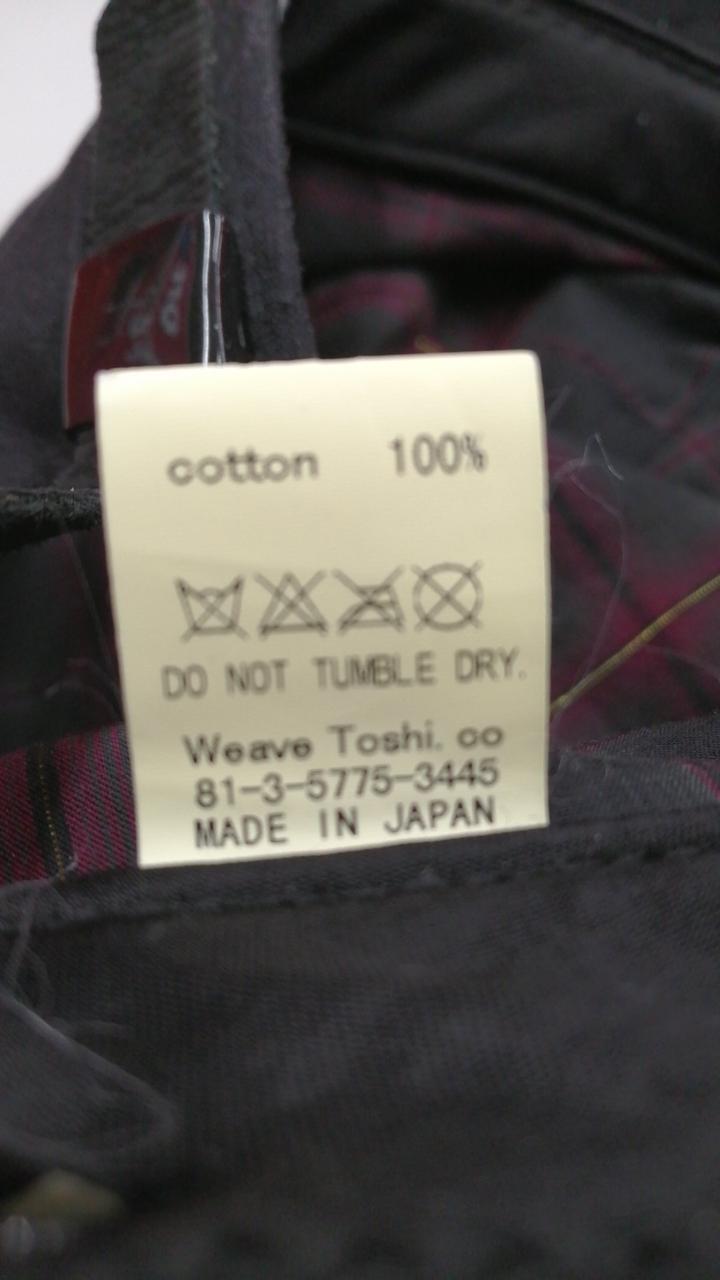 cotton 100%
DO NOT TUMBLE DRY.
Weave Toshi. co
81-3-5775-3445
MADE IN JAPAN